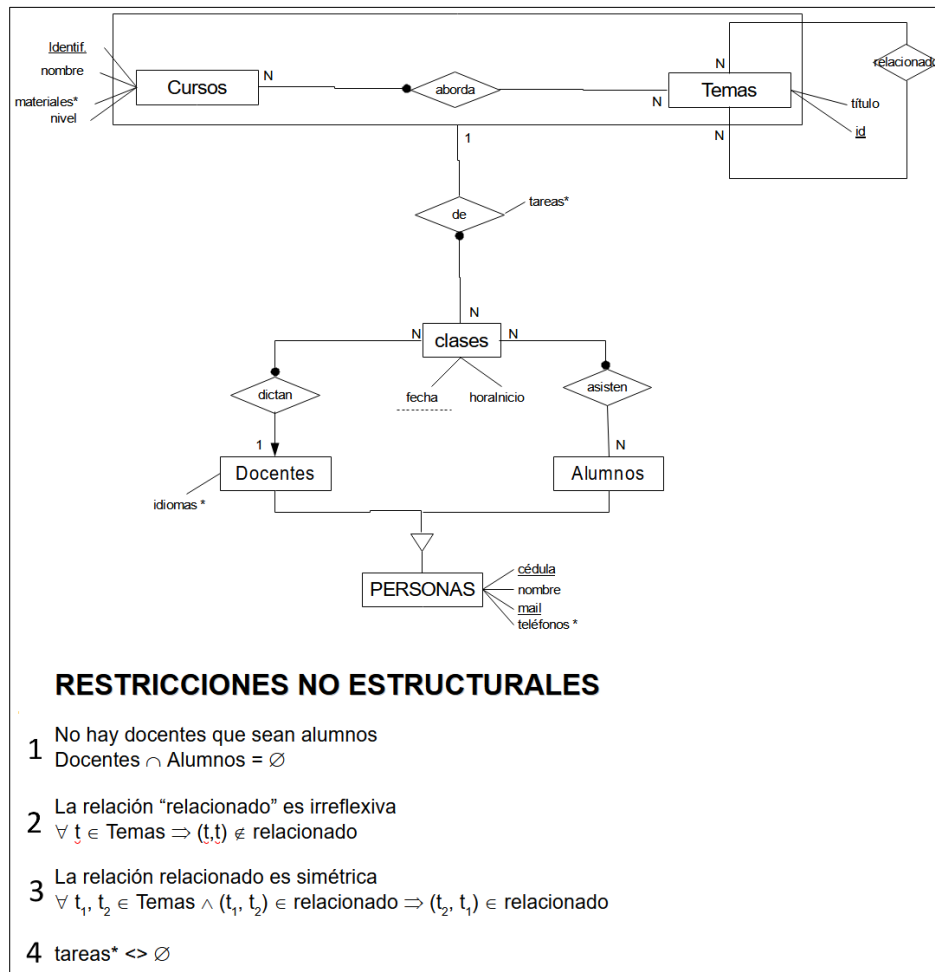 Identif.
nombre
materiales*
nivel
Cursos
N
aborda
N
Temas
N
relacionado
N
título
id
1
de
tareas*
N
N
clases
N
dictan
fecha
horaInicio
asisten
1
N
Docentes
Alumnos
idiomas *
PERSONAS
cédula
nombre
mail
teléfonos *
RESTRICCIONES NO ESTRUCTURALES
1 No hay docentes que sean alumnos
Docentes ∩ Alumnos = ∅
2 La relación “relacionado” es irreflexiva
∀ t ∈ Temas ⇒ (t,t) ∉ relacionado
3 La relación relacionado es simétrica
∀ t₁, t₂ ∈ Temas ∧ (t₁, t₂) ∈ relacionado ⇒ (t₂, t₁) ∈ relacionado
4 tareas* <> ∅